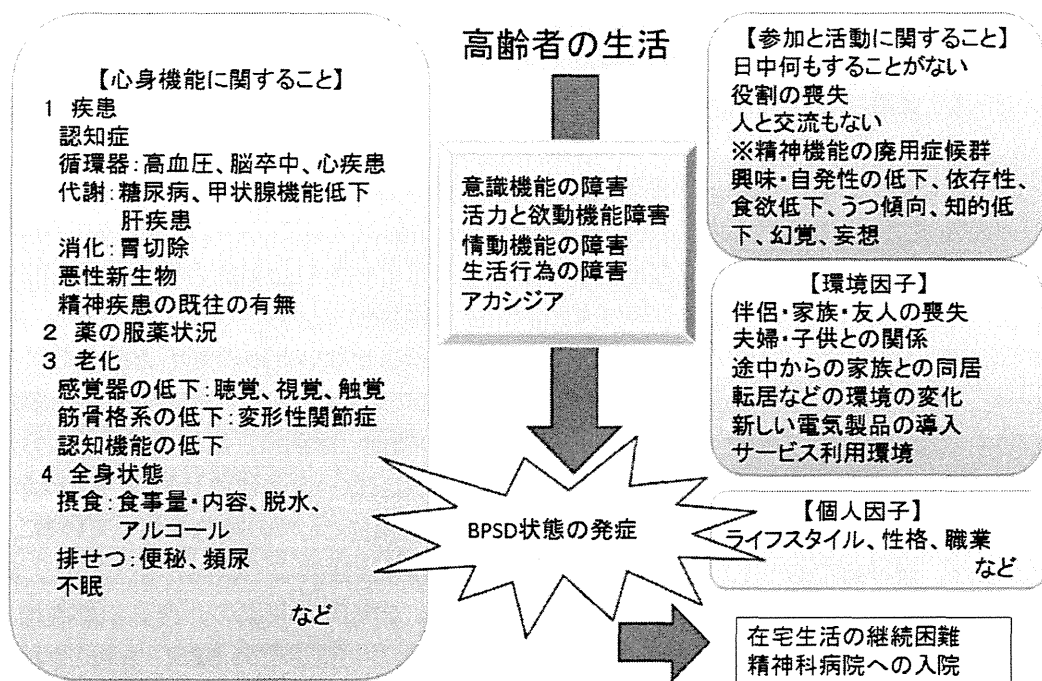 高齢者の生活
【心身機能に関すること】
1 疾患
認知症
循環器:高血圧、脳卒中、心疾患
代謝:糖尿病、甲状腺機能低下
肝疾患
消化:胃切除
悪性新生物
精神疾患の既往の有無
2 薬の服薬状況
3 老化
感覚器の低下:聴覚、視覚、触覚
筋骨格系の低下:変形性関節症
認知機能の低下
4 全身状態
摂食:食事量・内容、脱水、
アルコール
排せつ:便秘、頻尿
不眠
など
意識機能の障害
活力と欲動機能障害
情動機能の障害
生活行為の障害
アカシジア
BPSD状態の発症
【参加と活動に関すること】
日中何もすることがない
役割の喪失
人と交流もない
※精神機能の廃用症候群
興味・自発性の低下、依存性、
食欲低下、うつ傾向、知的低
下、幻覚、妄想
【環境因子】
伴侶・家族・友人の喪失
夫婦・子供との関係
途中からの家族との同居
転居などの環境の変化
新しい電気製品の導入
サービス利用環境
【個人因子】
ライフスタイル、性格、職業
など
在宅生活の継続困難
精神科病院への入院